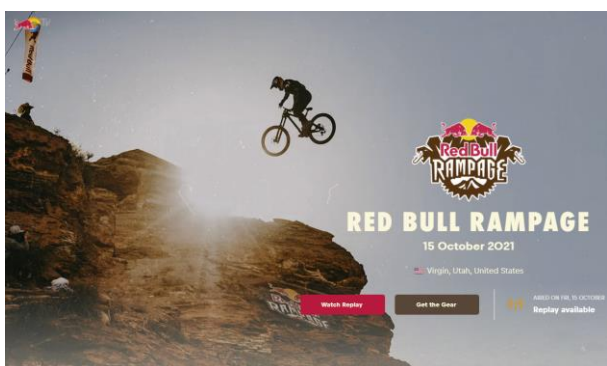 Red Bull
RAMPAGE
RED BULL RAMPAGE
15 October 2021
Virgin, Utah, United States
Watch Replay
Get the Gear
AIRED ON FRI, 15 OCTOBER
Replay available
RAMPAGE